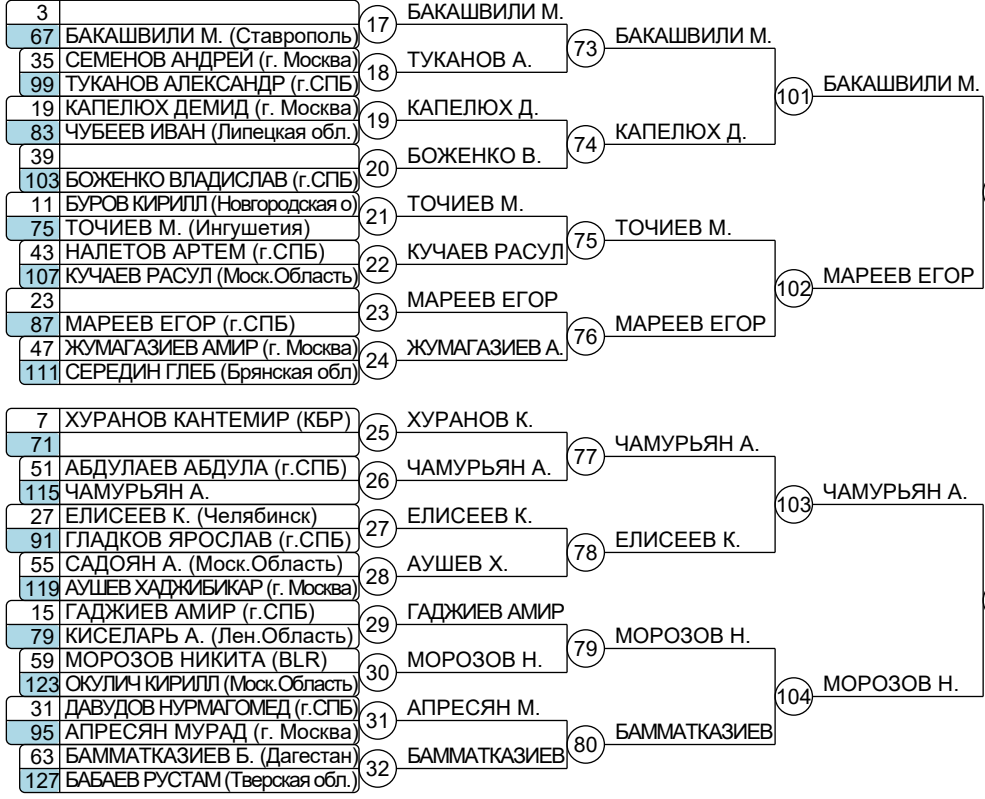 3
67 БАКАШВИЛИ М. (Ставрополь)
35 СЕМЕНОВ АНДРЕЙ (г. Москва)
99 ТУКАНОВ АЛЕКСАНДР (г.СПБ)
19 КАПЕЛЮХ ДЕМИД (г. Москва)
83 ЧУБЕЕВ ИВАН (Липецкая обл.)
39
103 БОЖЕНКО ВЛАДИСЛАВ (г.СПБ)
11 БУРОВ КИРИЛЛ (Новгородская о)
75 ТОЧИЕВ М. (Ингушетия)
43 НАЛЕТОВ АРТЕМ (г.СПБ)
107 КУЧАЕВ РАСУЛ (Моск.Область)
23
87 МАРЕЕВ ЕГОР (г.СПБ)
47 ЖУМАГАЗИЕВ АМИР (г. Москва)
111 СЕРЕДИН ГЛЕБ (Брянская обл)
17 БАКАШВИЛИ М.
18 ТУКАНОВ А.
19 КАПЕЛЮХ Д.
20 БОЖЕНКО В.
21 ТОЧИЕВ М.
22 КУЧАЕВ РАСУЛ
23 МАРЕЕВ ЕГОР
24 ЖУМАГАЗИЕВ А.
73 БАКАШВИЛИ М.
74 КАПЕЛЮХ Д.
75 ТОЧИЕВ М.
76 МАРЕЕВ ЕГОР
101 БАКАШВИЛИ М.
102 МАРЕЕВ ЕГОР
7 ХУРАНОВ КАНТЕМИР (КБР)
71
51 АБДУЛАЕВ АБДУЛА (г.СПБ)
115 ЧАМУРЬЯН А.
27 ЕЛИСЕЕВ К. (Челябинск)
91 ГЛАДКОВ ЯРОСЛАВ (г.СПБ)
55 САДОЯН А. (Моск.Область)
119 АУШЕВ ХАДЖИБИКАР (г. Москва)
15 ГАДЖИЕВ АМИР (г.СПБ)
79 КИСЕЛАРЬ А. (Лен.Область)
59 МОРОЗОВ НИКИТА (BLR)
123 ОКУЛИЧ КИРИЛЛ (Моск.Область)
31 ДАВУДОВ НУРМАГОМЕД (г.СПБ)
95 АПРЕСЯН МУРАД (г. Москва)
63 БАММАТКАЗИЕВ Б. (Дагестан)
127 БАБАЕВ РУСТАМ (Тверская обл.)
25 ХУРАНОВ К.
26 ЧАМУРЬЯН А.
27 ЕЛИСЕЕВ К.
28 АУШЕВ Х.
29 ГАДЖИЕВ АМИР
30 МОРОЗОВ Н.
31 АПРЕСЯН М.
32 БАММАТКАЗИЕВ
77 ЧАМУРЬЯН А.
78 ЕЛИСЕЕВ К.
79 МОРОЗОВ Н.
80 БАММАТКАЗИЕВ
103 ЧАМУРЬЯН А.
104 МОРОЗОВ Н.